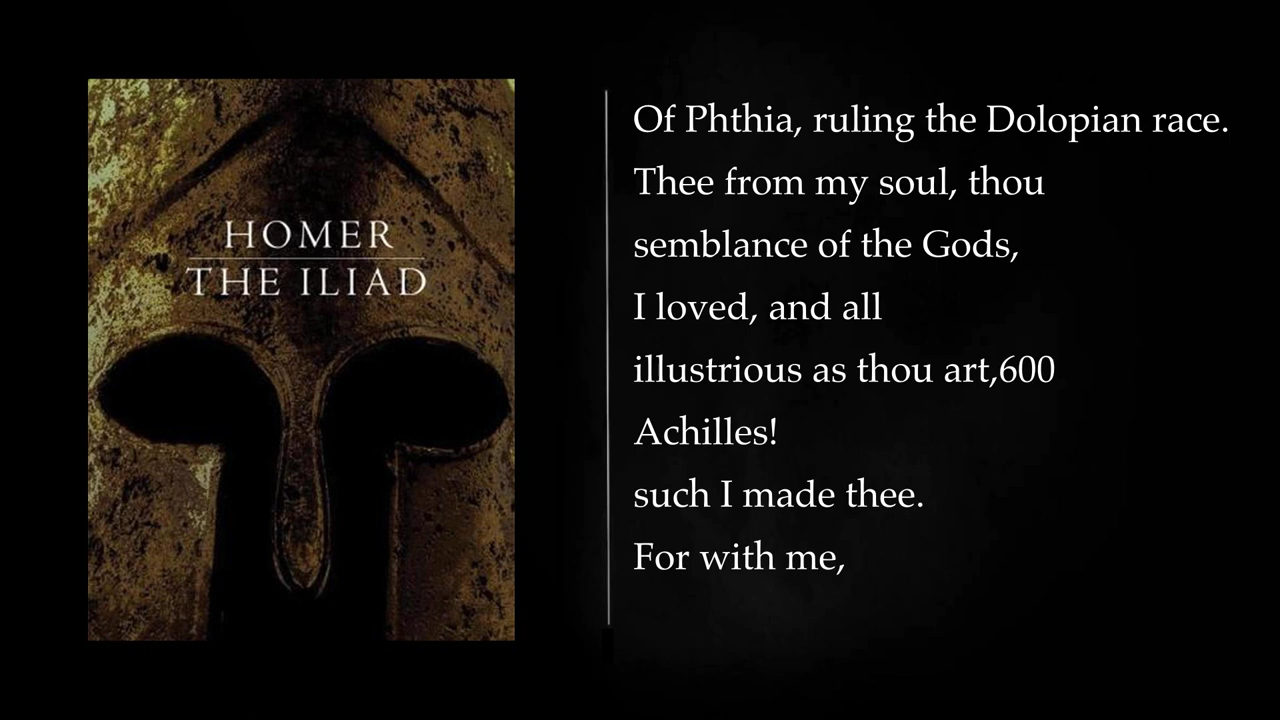 HOMER
THE ILIAD
Of Phthia, ruling the Dolopian race.
Thee from my soul, thou
semblance of the Gods,
I loved, and all
illustrious as thou art,600
Achilles!
such I made thee.
For with me,